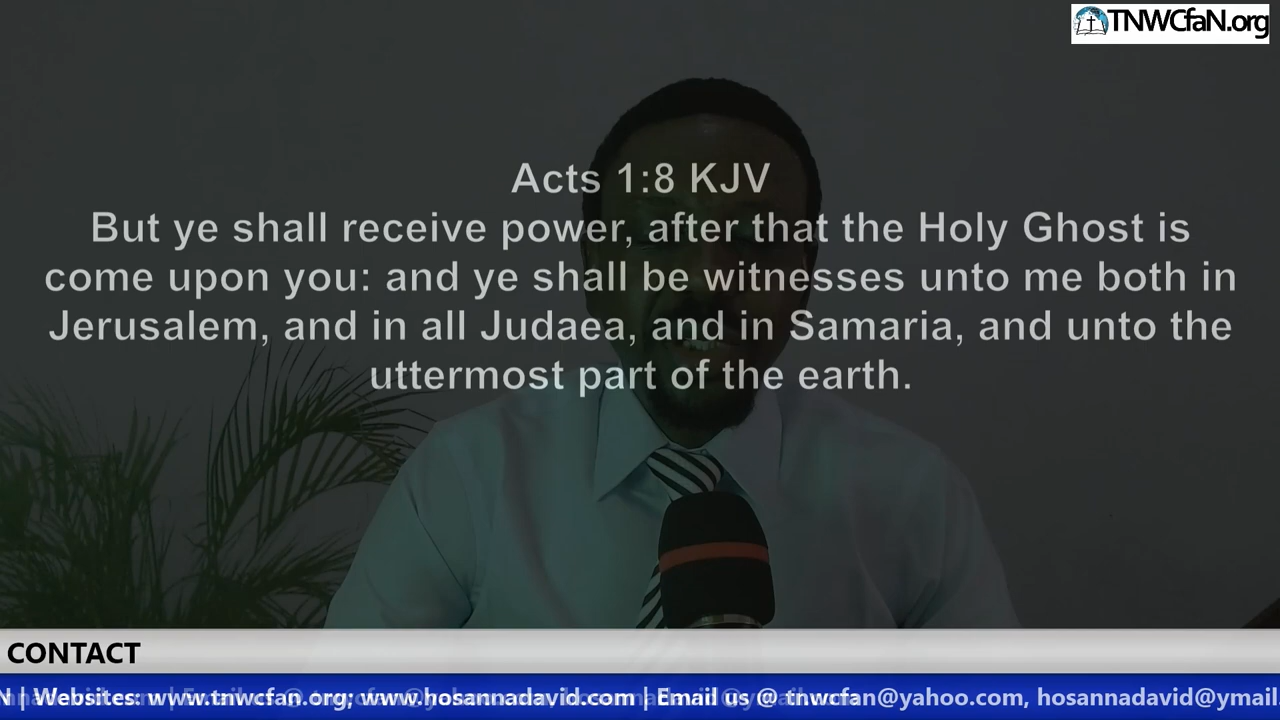 TNWCfaN.org
Acts 1:8 KJV
But ye shall receive power, after that the Holy Ghost is
come upon you: and ye shall be witnesses unto me both in
Jerusalem, and in all Judaea, and in Samaria, and unto the
uttermost part of the earth.
CONTACT
N | Websites: www.tnwcfan.org; www.hosannadavid.com | Email us @ tnwcfan@yahoo.com, hosannadavid@ymail